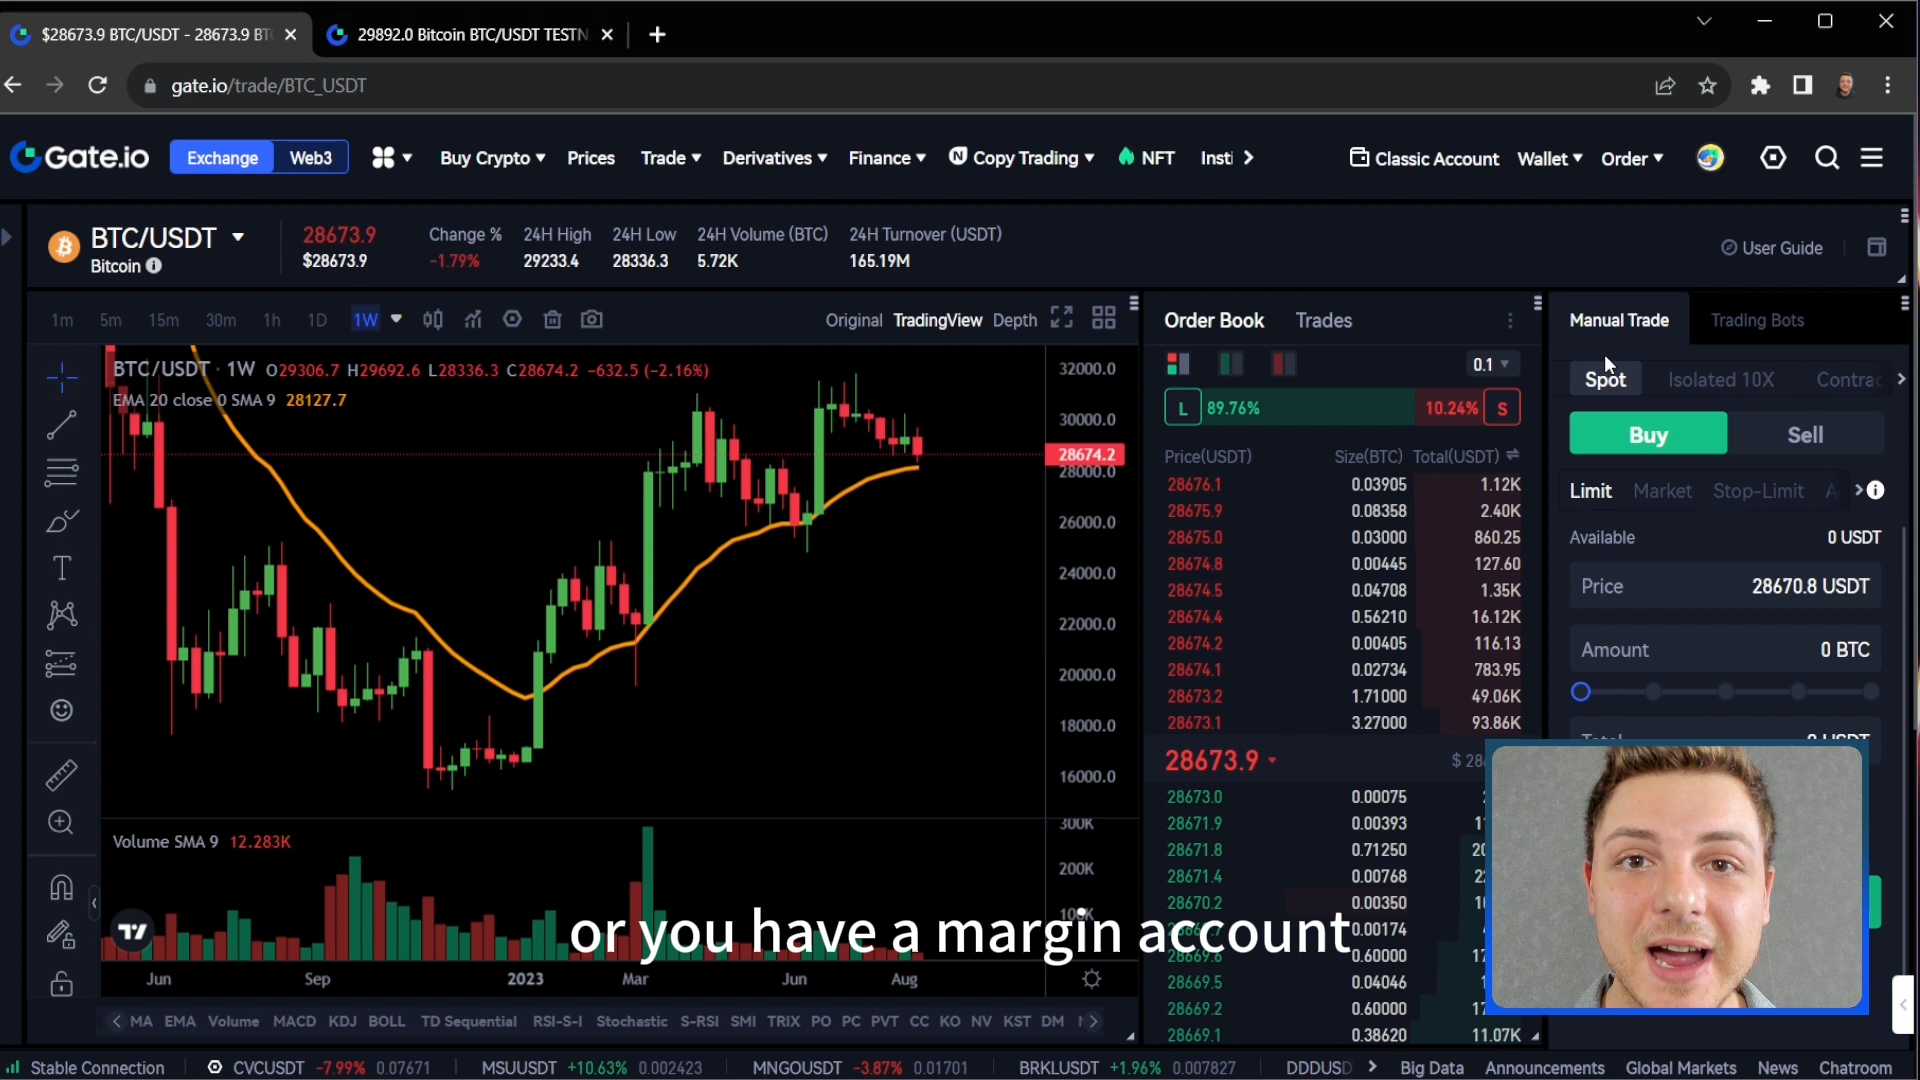 $28673.9 BTC/USDT - 28673.9 BT
29892.0 Bitcoin BTC/USDT TESTN
gate.io/trade/BTC_USDT
Gate.io Exchange Web3 Buy Crypto Prices Trade Derivatives Finance Copy Trading NFT Insti Classic Account Wallet Order
BTC/USDT 28673.9 Change % 24H High 24H Low 24H Volume (BTC) 24H Turnover (USDT)
Bitcoin $28673.9 -1.79% 29233.4 28336.3 5.72K 165.19M
User Guide
1m 5m 15m 30m 1h 1D 1W Original TradingView Depth
BTC/USDT · 1W O29306.7 H29692.6 L28336.3 C28674.2 -632.5 (-2.16%)
EMA 20 close 0 SMA 9 28127.7
32000.0
30000.0
28674.2
28000.0
26000.0
24000.0
22000.0
20000.0
18000.0
16000.0
Volume SMA 9 12.283K
300K
200K
100K
Jun Sep 2023 Mar Jun Aug
MA EMA Volume MACD KDJ BOLL TD Sequential RSI-S-I Stochastic S-RSI SMI TRIX PO PC PVT CC KO NV KST DM
Order Book Trades
0.1
L 89.76% 10.24% S
Price(USDT) Size(BTC) Total(USDT)
28676.1 0.03905 1.12K
28675.9 0.08358 2.40K
28675.0 0.03000 860.25
28674.8 0.00445 127.60
28674.5 0.04708 1.35K
28674.4 0.56210 16.12K
28674.2 0.00405 116.13
28674.1 0.02734 783.95
28673.2 1.71000 49.06K
28673.1 3.27000 93.86K
28673.9 $ 28
28673.0 0.00075
28671.9 0.00393
28671.8 0.71250
28671.4 0.00768
28670.2 0.00350
0.00174
28669.6 0.60000
28669.5 0.04046
28669.2 0.60000
28669.1 0.38620 11.07K
Manual Trade Trading Bots
Spot Isolated 10X Contrac
Buy Sell
Limit Market Stop-Limit A
Available 0 USDT
Price 28670.8 USDT
Amount 0 BTC
Total 0 USDT
or you have a margin account
Stable Connection CVCUSDT -7.99% 0.07671 MSUUSDT +10.63% 0.002423 MNGOUSDT -3.87% 0.01701 BRKLUSDT +1.96% 0.007827 DDDUSD Big Data Announcements Global Markets News Chatroom